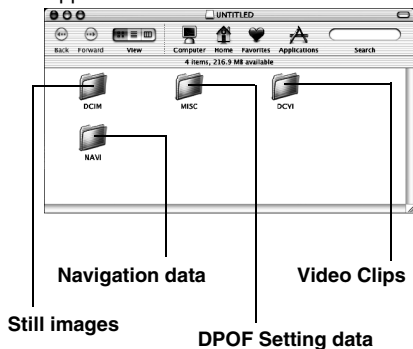 UNTITLED
Back Forward View Computer Home Favorites Applications Search
4 items, 216.9 MB available
DCIM MISC DCVI
NAVI
Navigation data Video Clips
Still images
DPOF Setting data